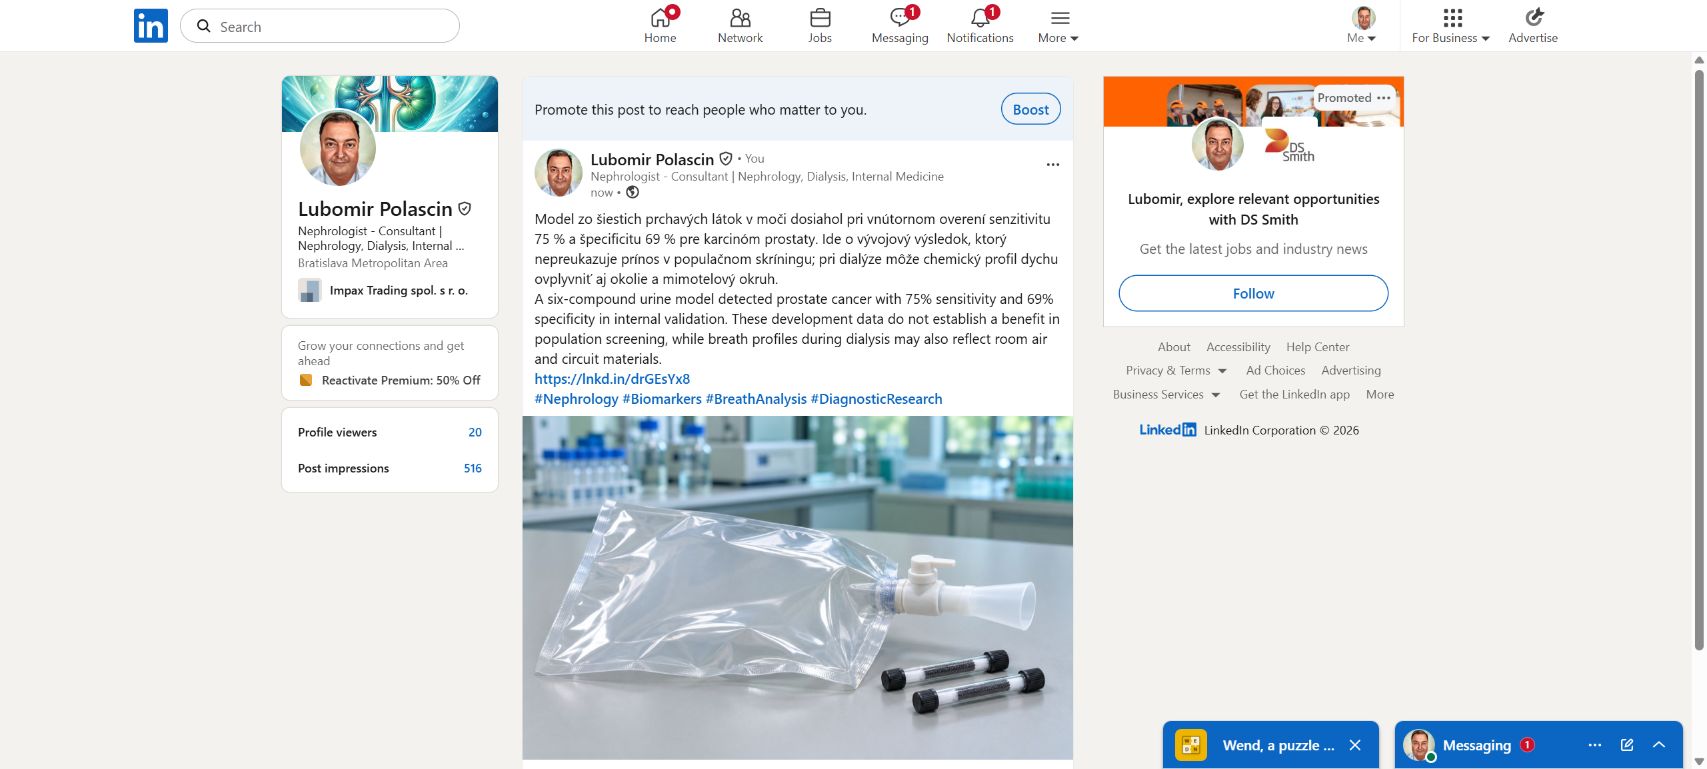 in
Search
Home
Network
Jobs
1
Messaging
1
Notifications
More
Me
For Business
Advertise
Lubomir Polascin
Nephrologist - Consultant |
Nephrology, Dialysis, Internal ...
Bratislava Metropolitan Area
Impax Trading spol. s r. o.
Grow your connections and get
ahead
Reactivate Premium: 50% Off
Profile viewers 20
Post impressions 516
Promote this post to reach people who matter to you.
Boost
Lubomir Polascin • You
Nephrologist - Consultant | Nephrology, Dialysis, Internal Medicine
now •
Model zo šiestich prchavých látok v moči dosiahol pri vnútornom overení senzitivitu
75 % a špecificitu 69 % pre karcinóm prostaty. Ide o vývojový výsledok, ktorý
nepreukazuje prínos v populačnom skríningu; pri dialýze môže chemický profil dychu
ovplyvniť aj okolie a mimotelový okruh.
A six-compound urine model detected prostate cancer with 75% sensitivity and 69%
specificity in internal validation. These development data do not establish a benefit in
population screening, while breath profiles during dialysis may also reflect room air
and circuit materials.
https://lnkd.in/drGEsYx8
#Nephrology #Biomarkers #BreathAnalysis #DiagnosticResearch
Promoted
DS
Smith
Lubomir, explore relevant opportunities
with DS Smith
Get the latest jobs and industry news
Follow
About Accessibility Help Center
Privacy & Terms Ad Choices Advertising
Business Services Get the LinkedIn app More
LinkedIn LinkedIn Corporation © 2026
Wend, a puzzle ...
Messaging 1